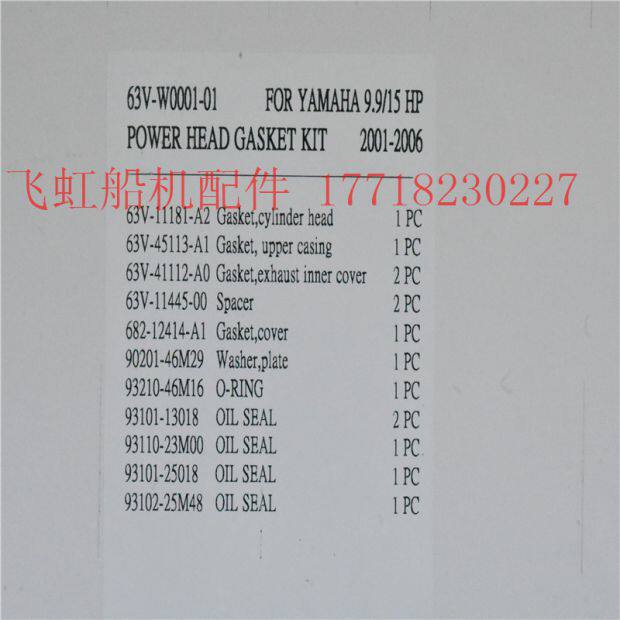 63V-W0001-01 FOR YAMAHA 9.9/15 HP
POWER HEAD GASKET KIT 2001-2006
飞虹船机配件 17718230227
63V-11181-A2 Gasket,cylinder head 1 PC
63V-45113-A1 Gasket, upper casing 1 PC
63V-41112-A0 Gasket,exhaust inner cover 2 PC
63V-11445-00 Spacer 2 PC
682-12414-A1 Gasket,cover 1 PC
90201-46M29 Washer,plate 1 PC
93210-46M16 O-RING 1 PC
93101-13018 OIL SEAL 2 PC
93110-23M00 OIL SEAL 1 PC
93101-25018 OIL SEAL 1 PC
93102-25M48 OIL SEAL 1 PC